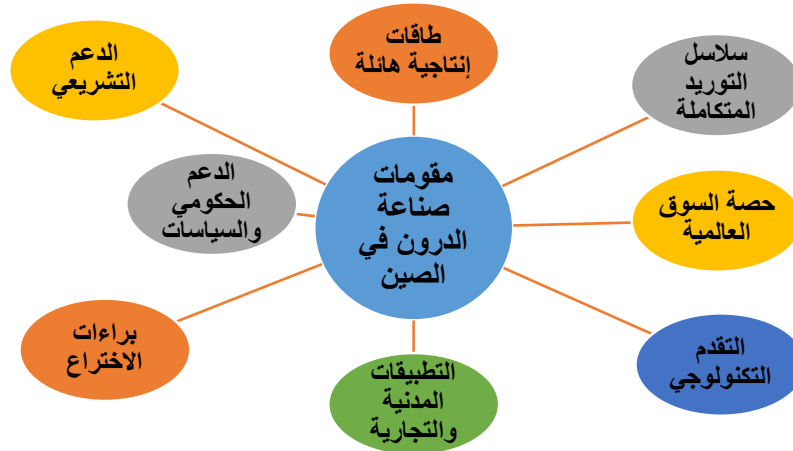 طاقات
إنتاجية هائلة
سلاسل
التوريد
المتكاملة
حصة السوق
العالمية
التقدم
التكنولوجي
التطبيقات
المدنية
والتجارية
براءات
الاختراع
الدعم
الحكومي
والسياسات
الدعم
التشريعي
مقومات
صناعة
الدرون في
الصين